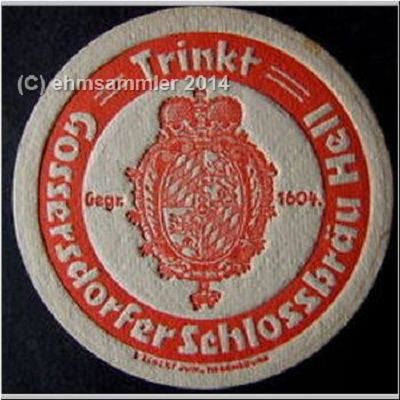 (C) ehmsammler 2014
Trinkt
Gossersdorfer Schlossbräu Hell
Gegr. 1604.